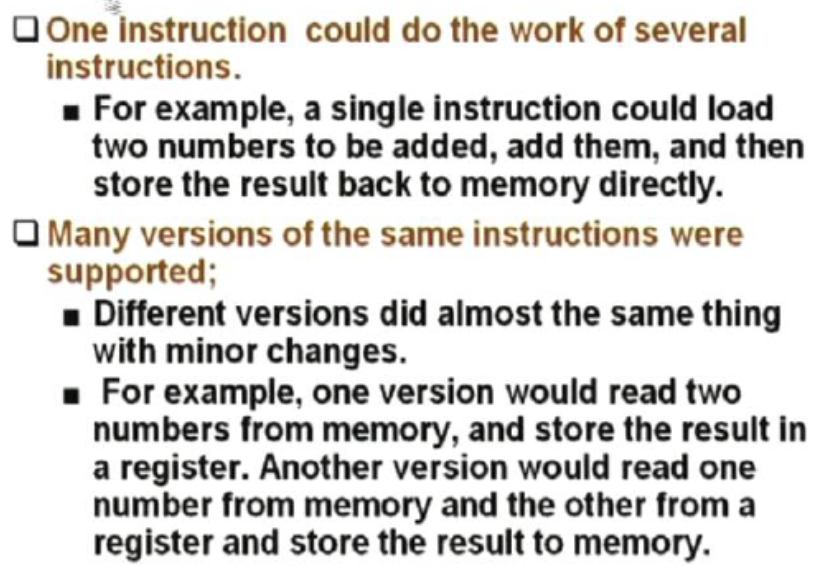 One instruction could do the work of several
instructions.
For example, a single instruction could load
two numbers to be added, add them, and then
store the result back to memory directly.
Many versions of the same instructions were
supported;
Different versions did almost the same thing
with minor changes.
For example, one version would read two
numbers from memory, and store the result in
a register. Another version would read one
number from memory and the other from a
register and store the result to memory.